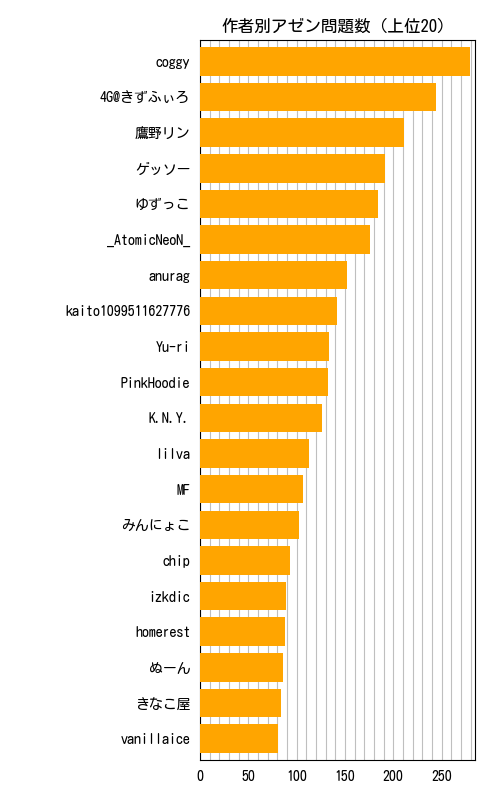 作者別アゼン問題数 (上位20)
coggy
4G@きずふぃろ
鷹野リン
ゲッソー
ゆずっこ
_AtomicNeoN_
anurag
kaito1099511627776
Yu-ri
PinkHoodie
K.N.Y.
lilva
MF
みんにょこ
chip
izkdic
homerest
ぬーん
きなこ屋
vanillaice
0 50 100 150 200 250